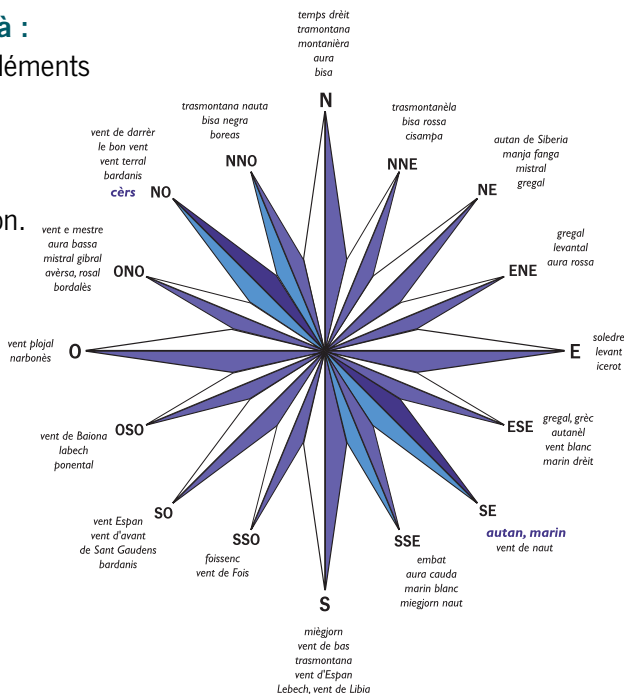 à :
léments
on.
temps drèit
tramontana
montanièra
aura
bisa
N
trasmontana nauta
bisa negra
boreas
NNO
trasmontanèla
bisa rossa
cisampa
NNE
vent de darrèr
le bon vent
vent terral
bardanis
cèrs
NO
autan de Siberia
manja fanga
mistral
gregal
NE
vent e mestre
aura bassa
mistral gibral
avèrsa, rosal
bordalès
ONO
gregal
levantal
aura rossa
ENE
vent plojal
narbonès
O
E
soledre
levant
icerot
vent de Baiona
labech
ponental
OSO
ESE
gregal, grèc
autanèl
vent blanc
marin drèit
SO
vent Espan
vent d'avant
de Sant Gaudens
bardanis
SE
autan, marin
vent de naut
SSO
foissenc
vent de Fois
SSE
embat
aura cauda
marin blanc
miegjorn naut
S
miègjorn
vent de bas
trasmontana
vent d'Espan
Lebech, vent de Libia